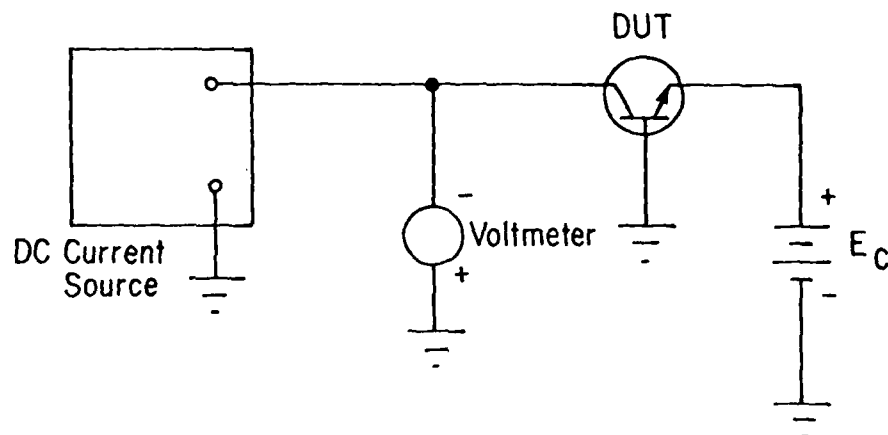 DUT
DC Current
Source
-
Voltmeter
+
+
E_C
-